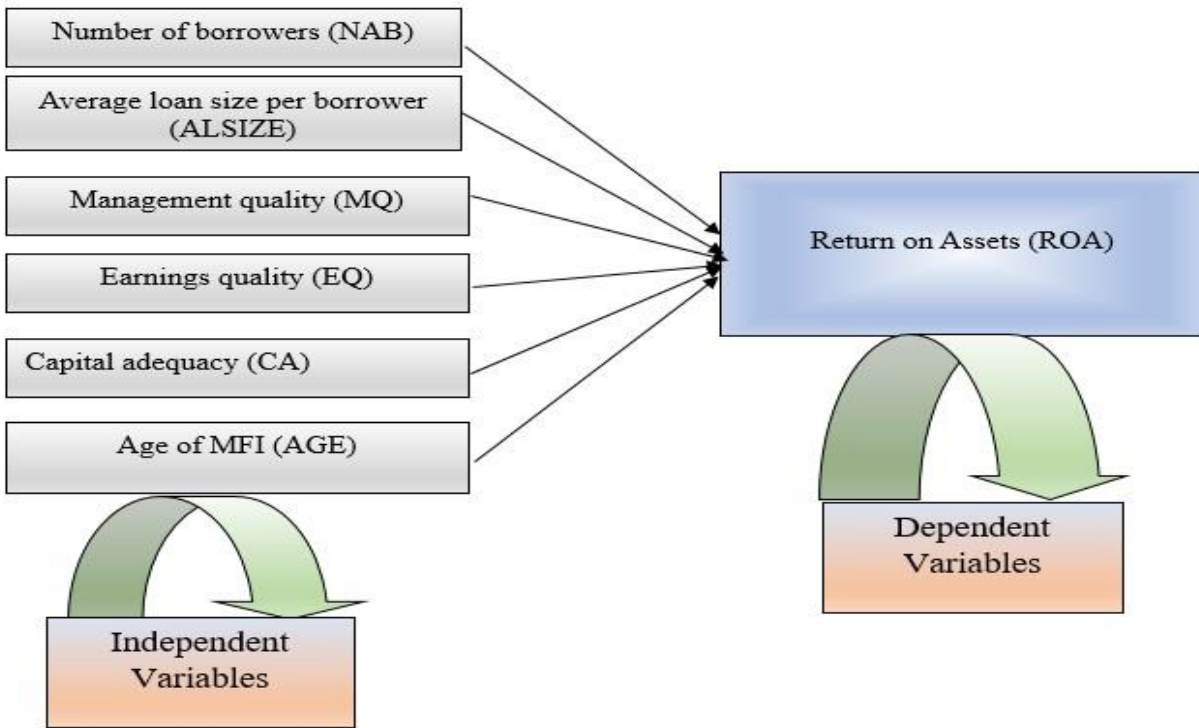 Number of borrowers (NAB)
Average loan size per borrower
(ALSIZE)
Management quality (MQ)
Earnings quality (EQ)
Capital adequacy (CA)
Age of MFI (AGE)
Return on Assets (ROA)
Dependent
Variables
Independent
Variables